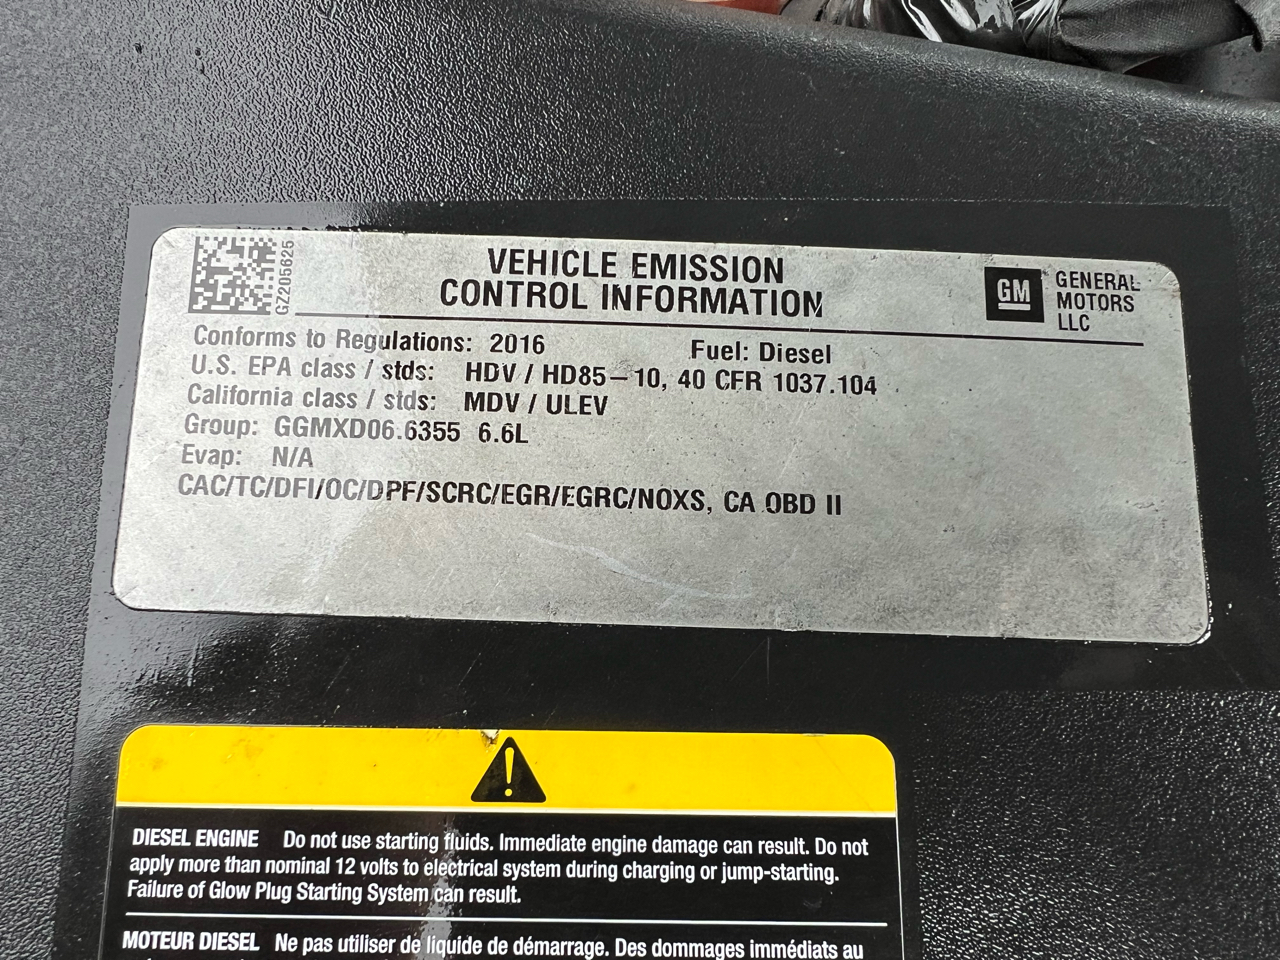 GZ205625
VEHICLE EMISSION
CONTROL INFORMATION
GM
GENERAL
MOTORS
LLC
Conforms to Regulations: 2016 Fuel: Diesel
U.S. EPA class / stds: HDV / HD85–10, 40 CFR 1037.104
California class / stds: MDV / ULEV
Group: GGMXD06.6355 6.6L
Evap: N/A
CAC/TC/DFI/OC/DPF/SCRC/EGR/EGRC/NOXS, CA OBD II
DIESEL ENGINE Do not use starting fluids. Immediate engine damage can result. Do not
apply more than nominal 12 volts to electrical system during charging or jump-starting.
Failure of Glow Plug Starting System can result.
MOTEUR DIESEL Ne pas utiliser de liquide de démarrage. Des dommages immédiats au